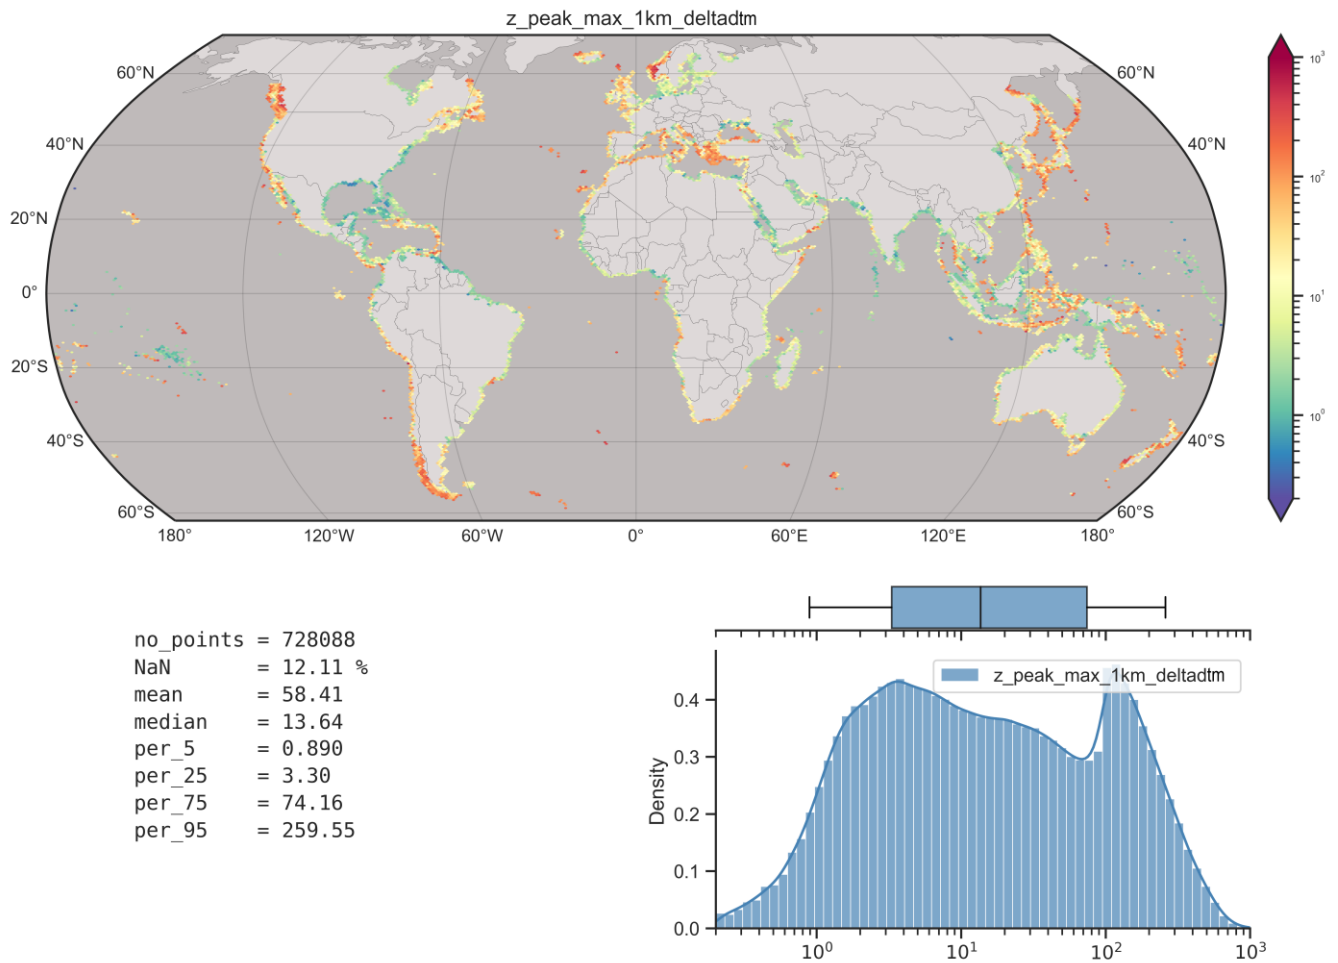 z_peak_max_1km_deltadtm
60°N
60°N
40°N
40°N
20°N
20°N
0°
0°
20°S
20°S
40°S
40°S
60°S
60°S
180°
120°W
60°W
0°
60°E
120°E
180°
10³
10²
10¹
10⁰
no_points = 728088
NaN = 12.11 %
mean = 58.41
median = 13.64
per_5 = 0.890
per_25 = 3.30
per_75 = 74.16
per_95 = 259.55
z_peak_max_1km_deltadtm
Density
0.4
0.3
0.2
0.1
0.0
10⁰
10¹
10²
10³